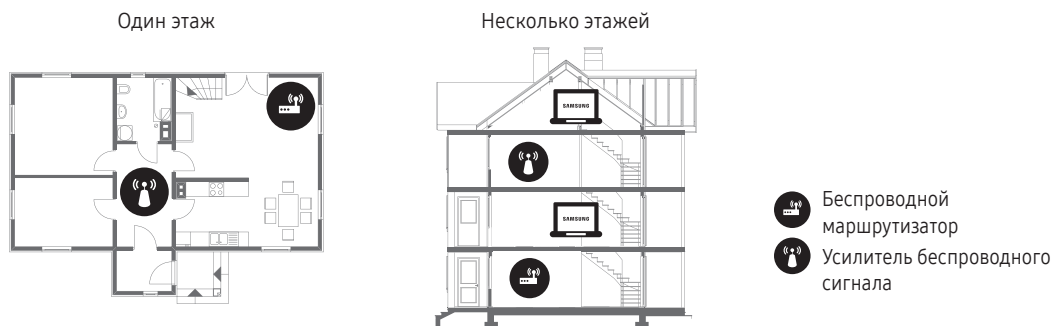 Один этаж
Несколько этажей
SAMSUNG
SAMSUNG
Беспроводной
маршрутизатор
Усилитель беспроводного
сигнала